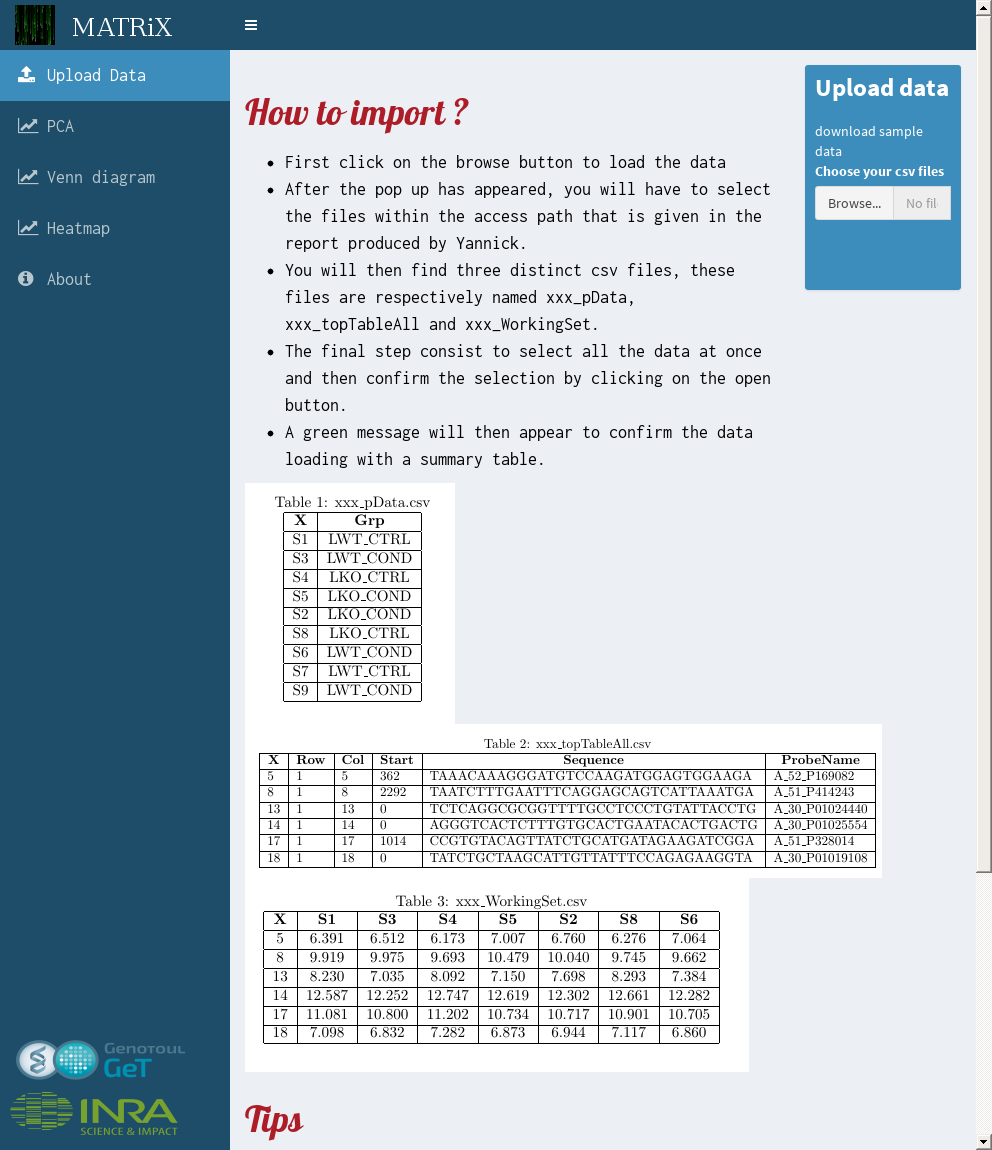 MATRiX
Upload Data
PCA
Venn diagram
Heatmap
About
GENOTOUL
GeT
INRA
SCIENCE & IMPACT
How to import ?
First click on the browse button to load the data
After the pop up has appeared, you will have to select
the files within the access path that is given in the
report produced by Yannick.
You will then find three distinct csv files, these
files are respectively named xxx_pData,
xxx_topTableAll and xxx_WorkingSet.
The final step consist to select all the data at once
and then confirm the selection by clicking on the open
button.
A green message will then appear to confirm the data
loading with a summary table.
Upload data
download sample
data
Choose your csv files
Browse... No fil
Table 1: xxx_pData.csv
X Grp
S1 LWT_CTRL
S3 LWT_COND
S4 LKO_CTRL
S5 LKO_COND
S2 LKO_COND
S8 LKO_CTRL
S6 LWT_COND
S7 LWT_CTRL
S9 LWT_COND
Table 2: xxx_topTableAll.csv
X Row Col Start Sequence ProbeName
5 1 5 362 TAAACAAAGGGATGTCCAAGATGGAGTGGAAGA A_52_P169082
8 1 8 2292 TAATCTTTGAATTTCAGGAGCAGTCATTAAATGA A_51_P414243
13 1 13 0 TCTCAGGCGCGGTTTTGCCTCCCTGTATTACCTG A_30_P01024440
14 1 14 0 AGGGTCACTCTTTGTGCACTGAATACACTGACTG A_30_P01025554
17 1 17 1014 CCGTGTACAGTTATCTGCATGATAGAAGATCGGA A_51_P328014
18 1 18 0 TATCTGCTAAGCATTGTTATTTCCAGAGAAGGTA A_30_P01019108
Table 3: xxx_WorkingSet.csv
X S1 S3 S4 S5 S2 S8 S6
5 6.391 6.512 6.173 7.007 6.760 6.276 7.064
8 9.919 9.975 9.693 10.479 10.040 9.745 9.662
13 8.230 7.035 8.092 7.150 7.698 8.293 7.384
14 12.587 12.252 12.747 12.619 12.302 12.661 12.282
17 11.081 10.800 11.202 10.734 10.717 10.901 10.705
18 7.098 6.832 7.282 6.873 6.944 7.117 6.860
Tips